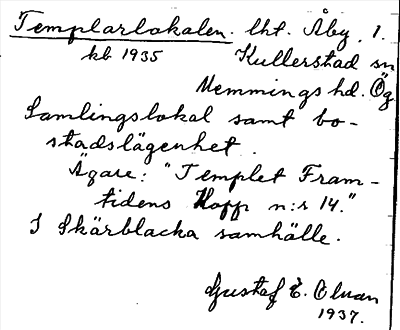 Templarlokalen. lht. Åby, 1.
kb 1935 Kullerstad sn
Memmings hd. Ög.
Samlingslokal samt bo-
stadslägenhet.
Ägare: "Templet Fram-
tidens Hopp n:r 14."
I Skärblacka samhälle.
Gustaf E.
1937.